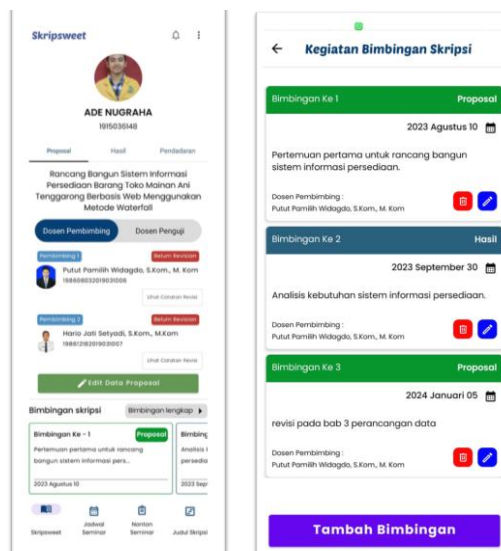 Skripsweet
ADE NUGRAHA
1915036148
Proposal
Hasil
Pendadaran
Rancang Bangun Sistem Informasi
Persediaan Barang Toko Mainan Ani
Tenggarong Berbasis Web Menggunakan
Metode Waterfall
Dosen Pembimbing
Dosen Penguji
Pembimbing 1
Belum Revision
Putut Pamilih Widagdo, S.Kom., M. Kom
Lihat Catatan Revisi
Pembimbing 2
Belum Revision
Hario Jati Setyadi, S.Kom., M.Kom
Lihat Catatan Revisi
Edit Data Proposal
Bimbingan skripsi
Bimbingan lengkap
Bimbingan Ke - 1
Proposal
Pertemuan pertama untuk rancang
bangun sistem informasi pers...
2023 Agustus 10
Bimbing
Analisis
persedia
2023 Sep
Skripsweet
Jadwal
Seminar
Nonton
Seminar
Judul Skripsi
Kegiatan Bimbingan Skripsi
Bimbingan Ke 1
Proposal
2023 Agustus 10
Pertemuan pertama untuk rancang bangun
sistem informasi persediaan.
Dosen Pembimbing :
Putut Pamilih Widagdo, S.Kom., M. Kom
Bimbingan Ke 2
Hasil
2023 September 30
Analisis kebutuhan sistem informasi persediaan.
Dosen Pembimbing :
Putut Pamilih Widagdo, S.Kom., M. Kom
Bimbingan Ke 3
Proposal
2024 Januari 05
revisi pada bab 3 perancangan data
Dosen Pembimbing :
Putut Pamilih Widagdo, S.Kom., M. Kom
Tambah Bimbingan